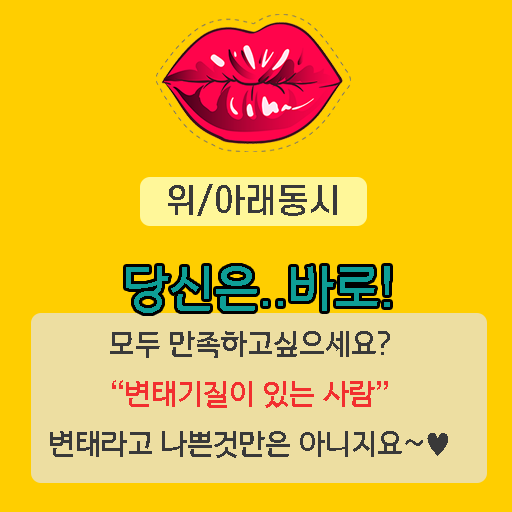 위/아래동시
당신은..바로!
모두 만족하고싶으세요?
“변태기질이 있는 사람”
변태라고 나쁜것만은 아니지요~♥